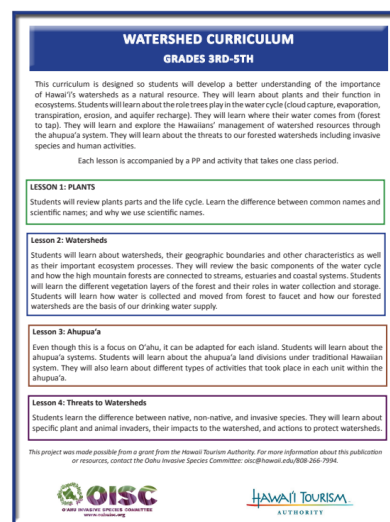 WATERSHED CURRICULUM
GRADES 3RD-5TH
This curriculum is designed so students will develop a better understanding of the importance
of Hawai'i's watersheds as a natural resource. They will learn about plants and their function in
ecosystems. Students will learn about the role trees play in the water cycle (cloud capture, evaporation,
transpiration, erosion, and aquifer recharge). They will learn where their water comes from (forest
to tap). They will learn and explore the Hawaiians' management of watershed resources through
the ahupua'a system. They will learn about the threats to our forested watersheds including invasive
species and human activities.
Each lesson is accompanied by a PP and activity that takes one class period.
LESSON 1: PLANTS
Students will review plants parts and the life cycle. Learn the difference between common names and
scientific names; and why we use scientific names.
Lesson 2: Watersheds
Students will learn about watersheds, their geographic boundaries and other characteristics as well
as their important ecosystem processes. They will review the basic components of the water cycle
and how the high mountain forests are connected to streams, estuaries and coastal systems. Students
will learn the different vegetation layers of the forest and their roles in water collection and storage.
Students will learn how water is collected and moved from forest to faucet and how our forested
watersheds are the basis of our drinking water supply.
Lesson 3: Ahupua'a
Even though this is a focus on O'ahu, it can be adapted for each island. Students will learn about the
ahupua'a systems. Students will learn about the ahupua'a land divisions under traditional Hawaiian
system. They will also learn about different types of activities that took place in each unit within the
ahupua'a.
Lesson 4: Threats to Watersheds
Students learn the difference between native, non-native, and invasive species. They will learn about
specific plant and animal invaders, their impacts to the watershed, and actions to protect watersheds.
This project was made possible from a grant from the Hawaii Tourism Authority. For more information about this publication
or resources, contact the Oahu Invasive Species Committee: oisc@hawaii.edu/808-266-7994.
OISC
OAHU INVASIVE SPECIES COMMITTEE
HAWAI'I TOURISM
AUTHORITY